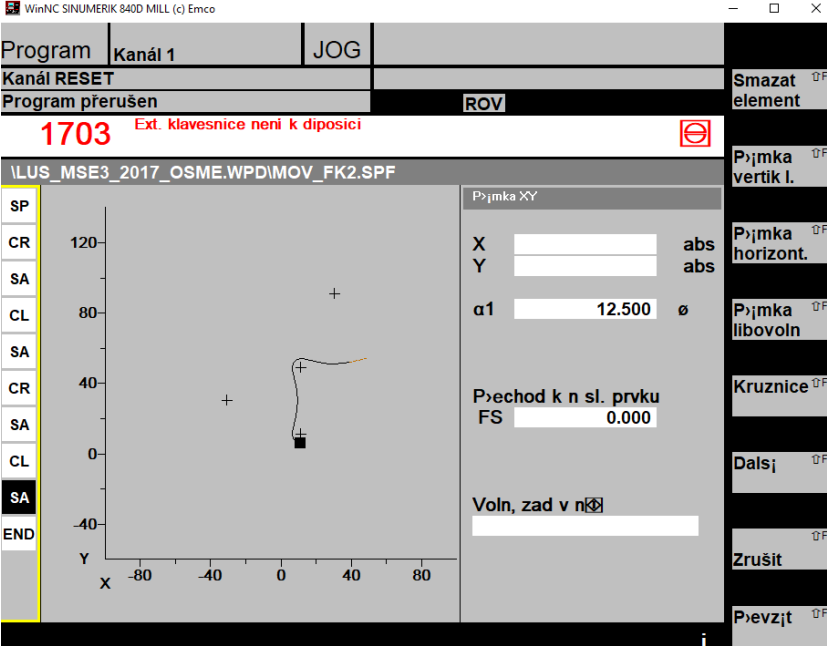 WinNC SINUMERIK 840D MILL (c) Emco
Program
Kanál 1
JOG
Kanál RESET
Program přerušen
ROV
1703
Ext. klavesnice neni k diposici
\LUS_MSE3_2017_OSME.WPD\MOV_FK2.SPF
SP
CR
SA
CL
SA
CR
SA
CL
SA
END
120
80
40
0
-40
Y
X
-80
-40
0
40
80
P›¡mka XY
X
abs
Y
abs
α1
12.500
ø
P›echod k n sl. prvku
FS
0.000
Voln, zad v n
Smazat
element
P›¡mka
vertik l.
P›¡mka
horizont.
P›¡mka
libovoln
Kruznice
Dals¡
Zrušit
P›evz¡t
⇧F
⇧F
⇧F
⇧F
⇧F
⇧F
⇧F
⇧F
i